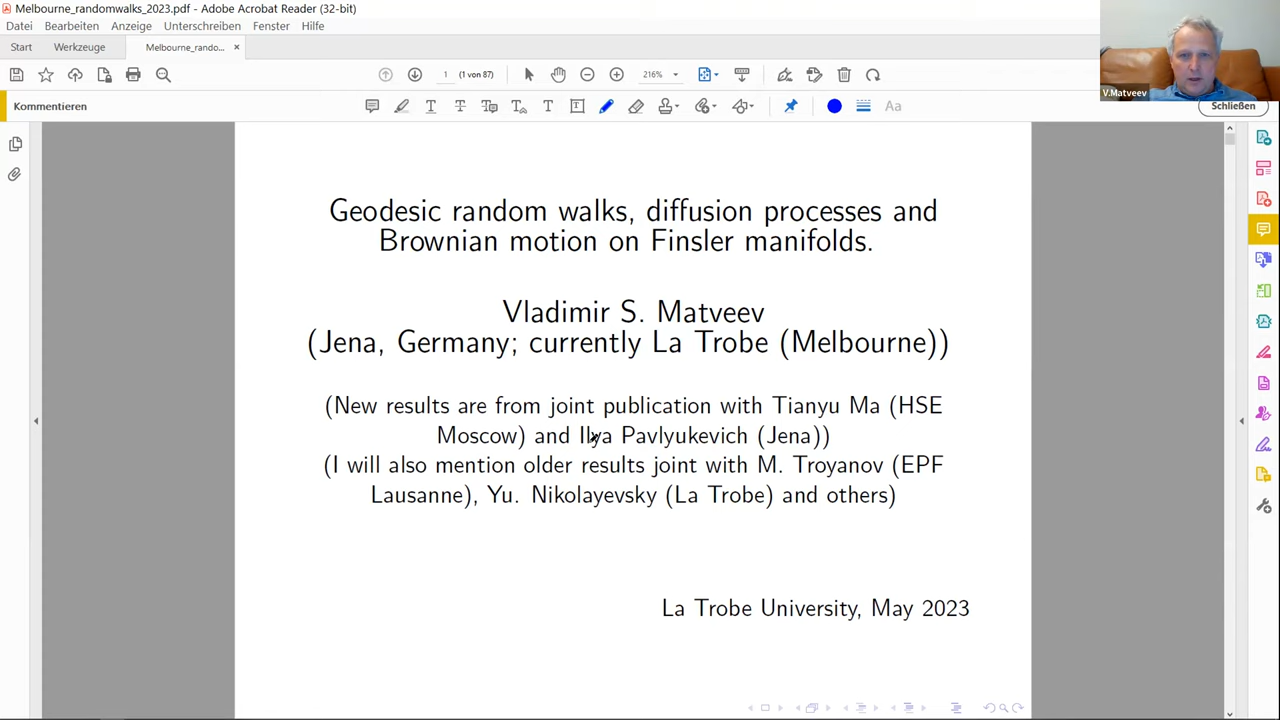 Melbourne_randomwalks_2023.pdf - Adobe Acrobat Reader (32-bit)
Datei Bearbeiten Anzeige Unterschreiben Fenster Hilfe
Start Werkzeuge Melbourne_rando... ×
1 (1 von 87) 216%
Kommentieren
Aa
V.Matveev
Schließen
Geodesic random walks, diffusion processes and
Brownian motion on Finsler manifolds.
Vladimir S. Matveev
(Jena, Germany; currently La Trobe (Melbourne))
(New results are from joint publication with Tianyu Ma (HSE
Moscow) and Ilya Pavlyukevich (Jena))
(I will also mention older results joint with M. Troyanov (EPF
Lausanne), Yu. Nikolayevsky (La Trobe) and others)
La Trobe University, May 2023